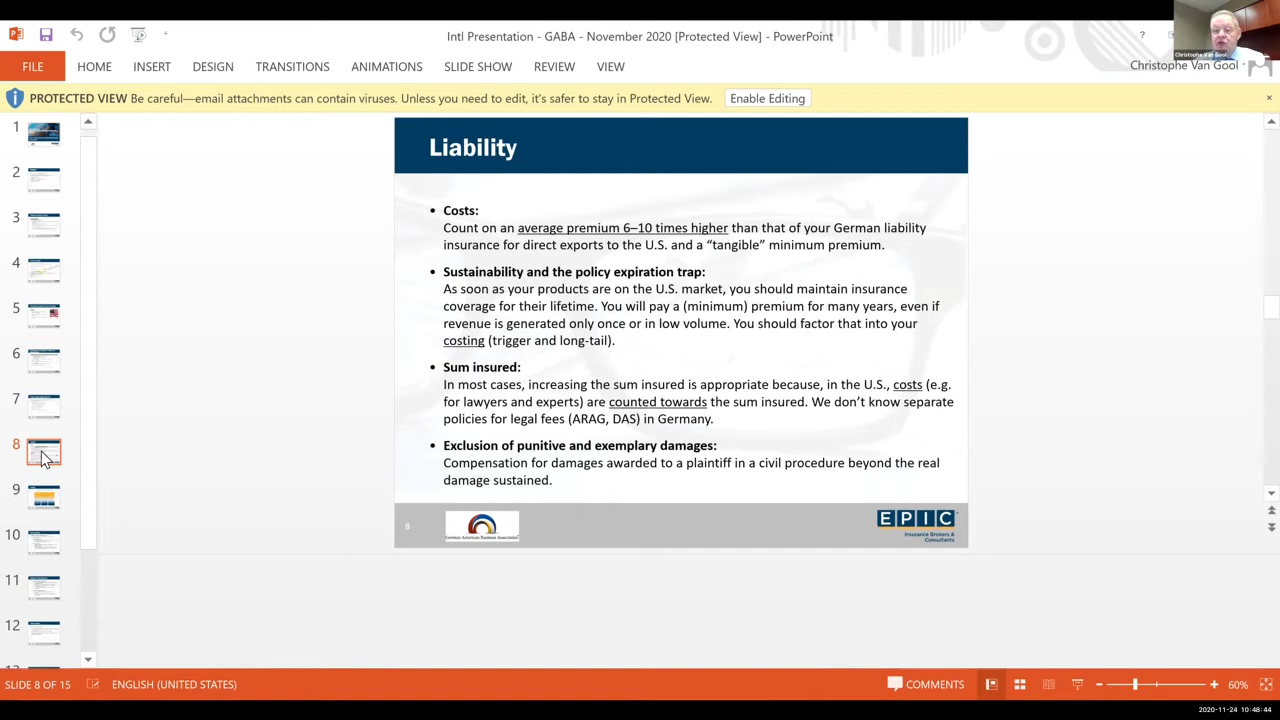 Intl Presentation - GABA - November 2020 [Protected View] - PowerPoint
?
Christophe Van Gool
FILE HOME INSERT DESIGN TRANSITIONS ANIMATIONS SLIDE REVIEW VIEW
Christophe Van Gool
PROTECTED VIEW Be careful—email attachments can contain viruses. Unless you need to edit, it's safer to stay in Protected View. Enable Editing
1
2
3
4
5
6
7
8
9
10
11
12
Liability
• Costs:
Count on an average premium 6–10 times higher than that of your German liability
insurance for direct exports to the U.S. and a “tangible” minimum premium.
• Sustainability and the policy expiration trap:
As soon as your products are on the U.S. market, you should maintain insurance
coverage for their lifetime. You will pay a (minimum) premium for many years, even if
revenue is generated only once or in low volume. You should factor that into your
costing (trigger and long-tail).
• Sum insured:
In most cases, increasing the sum insured is appropriate because, in the U.S., costs (e.g.
for lawyers and experts) are counted towards the sum insured. We don’t know separate
policies for legal fees (ARAG, DAS) in Germany.
• Exclusion of punitive and exemplary damages:
Compensation for damages awarded to a plaintiff in a civil procedure beyond the real
damage sustained.
8
German American Business Association
EPIC
Insurance Brokers &
Consultants
SLIDE 8 OF 15 ENGLISH (UNITED STATES) COMMENTS 60%
2020-11-24 10:48:44